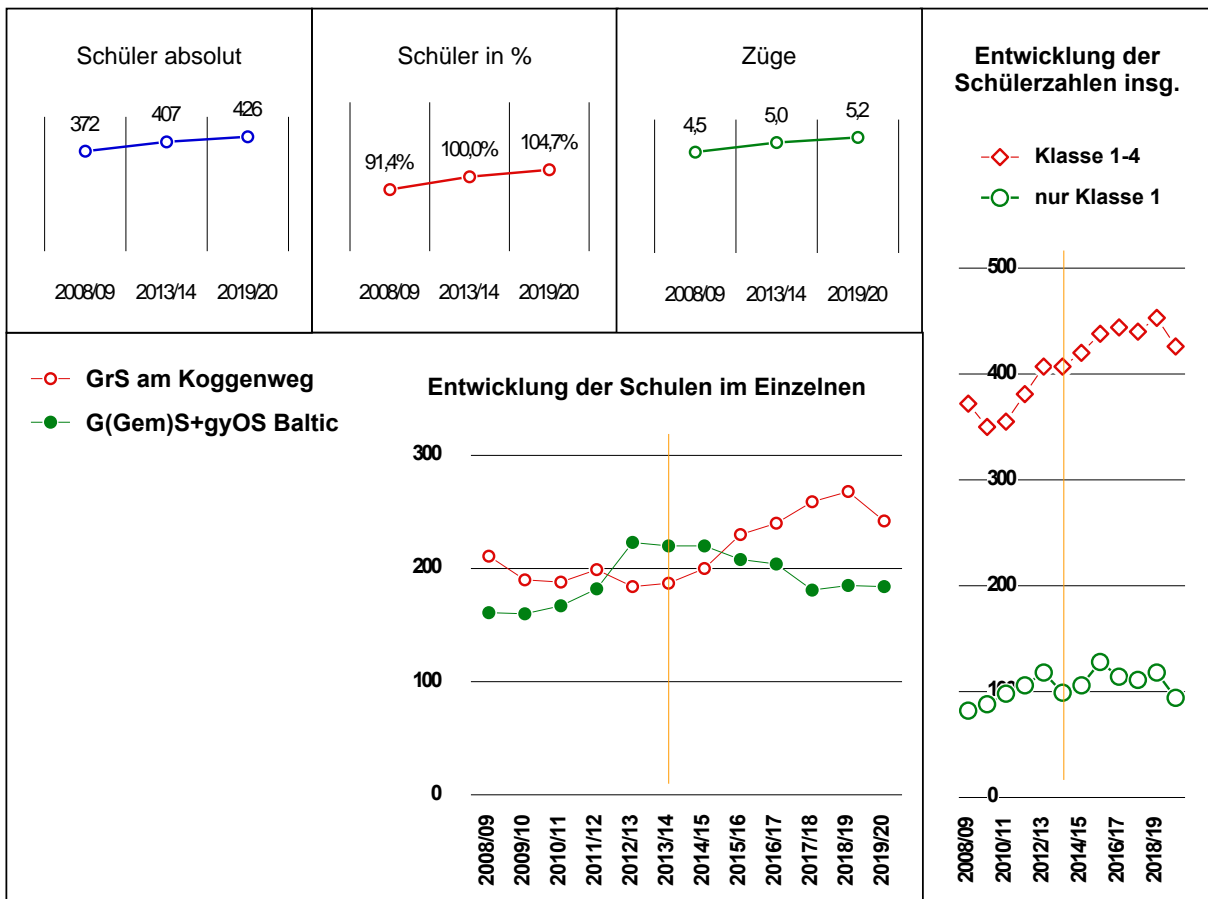 Schüler absolut
372
407
426
2008/09 2013/14 2019/20
Schüler in %
91,4%
100,0%
104,7%
2008/09 2013/14 2019/20
Züge
4,5
5,0
5,2
2008/09 2013/14 2019/20
Entwicklung der
Schülerzahlen insg.
Klasse 1-4
nur Klasse 1
500
400
300
200
100
0
2008/09
2010/11
2012/13
2014/15
2016/17
2018/19
GrS am Koggenweg
G(Gem)S+gyOS Baltic
Entwicklung der Schulen im Einzelnen
300
200
100
0
2008/09
2009/10
2010/11
2011/12
2012/13
2013/14
2014/15
2015/16
2016/17
2017/18
2018/19
2019/20